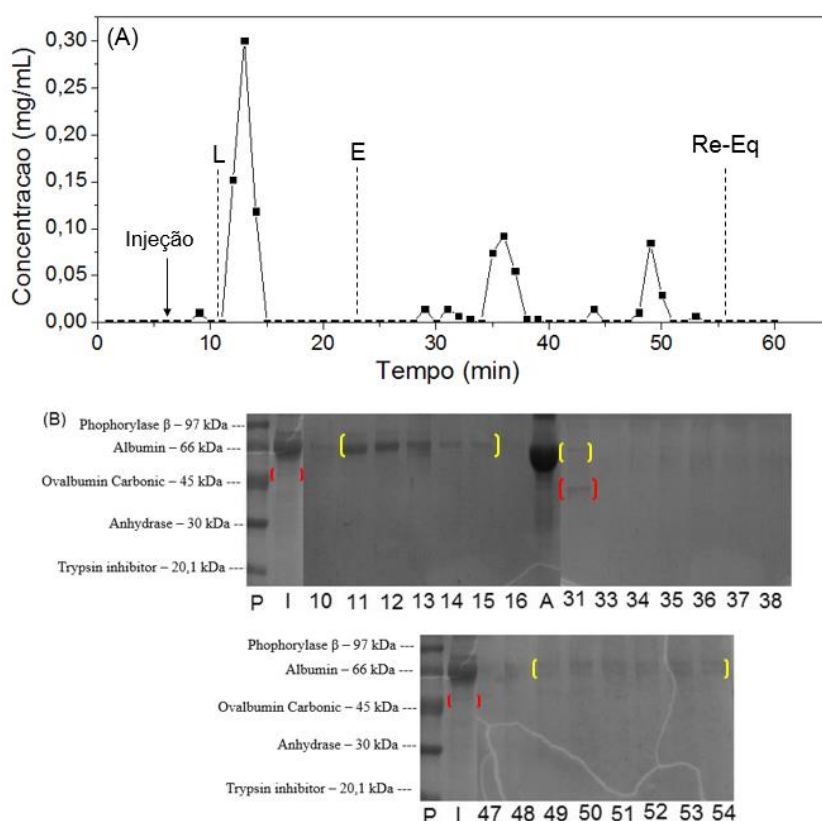 (A)
Concentracao (mg/mL)
0,30
0,25
0,20
0,15
0,10
0,05
0,00
Injeção
L
E
Re-Eq
0 10 20 30 40 50 60
Tempo (min)
(B)
Phophorylase β – 97 kDa
Albumin – 66 kDa ---
Ovalbumin Carbonic – 45 kDa ---
Anhydrase – 30 kDa ---
Trypsin inhibitor – 20,1 kDa ---
P I 10 11 12 13 14 15 16 A 31 33 34 35 36 37 38
Phophorylase β – 97 kDa ---
Albumin – 66 kDa ---
Ovalbumin Carbonic – 45 kDa ---
Anhydrase – 30 kDa ---
Trypsin inhibitor – 20,1 kDa ---
P I 47 48 49 50 51 52 53 54